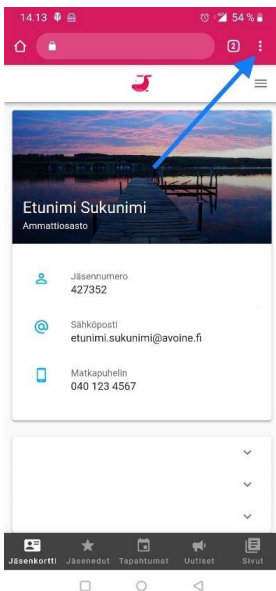 14.13
54 %
2
Etunimi Sukunimi
Ammattiosasto
Jäsennumero
427352
Sähköposti
etunimi.sukunimi@avoine.fi
Matkapuhelin
040 123 4567
Jäsenkortti Jäsenedut Tapahtumat Uutiset Sivut